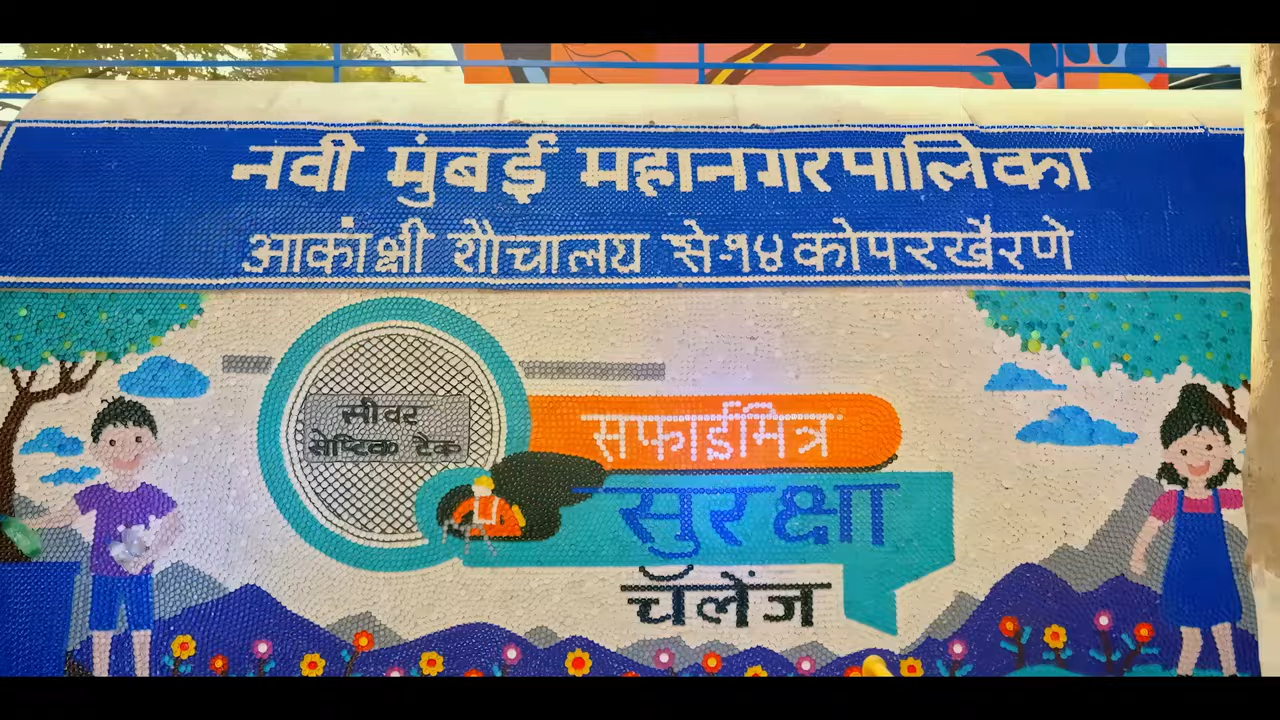 नवी मुंबई महानगरपालिका
आकांक्षी शौचालय से-१४ कोपरखैरणे
सीवर
सेप्टिक टैंक
सफाईमित्र
सुरक्षा
चॅलेंज